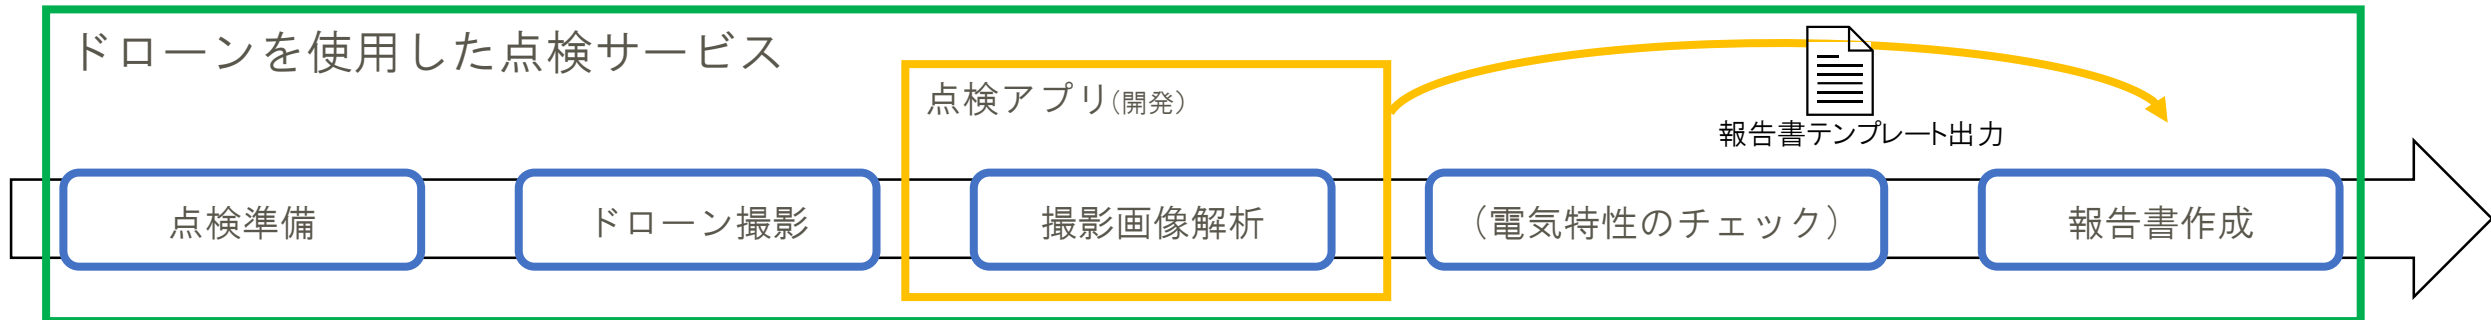 ドローンを使用した点検サービス
点検アプリ(開発)
報告書テンプレート出力
点検準備
ドローン撮影
撮影画像解析
(電気特性のチェック)
報告書作成